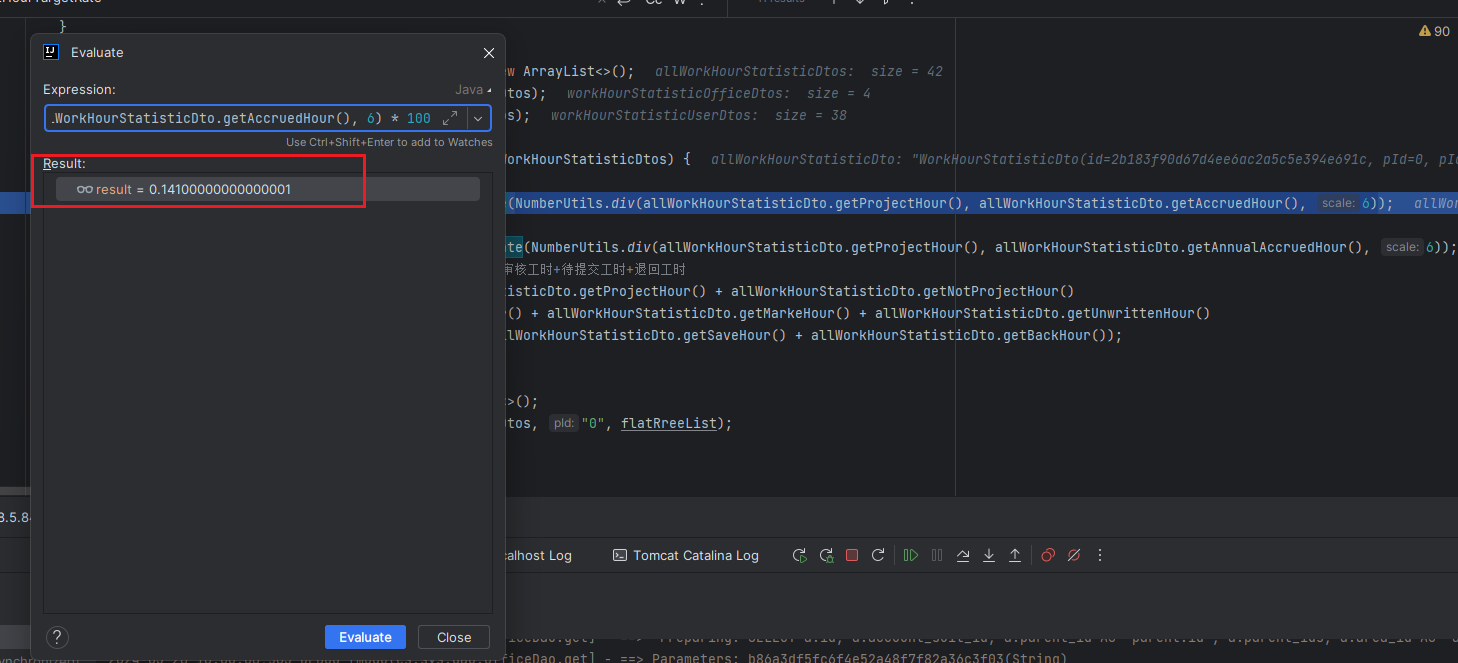 }
90
Evaluate
Expression:
Java
.WorkHourStatisticDto.getAccruedHour(), 6) * 100
Use Ctrl+Shift+Enter to add to Watches
Result:
result = 0.14100000000000001
Evaluate
Close
?
w ArrayList<>(); allWorkHourStatisticDtos: size = 42
tos); workHourStatisticOfficeDtos: size = 4
s); workHourStatisticUserDtos: size = 38
WorkHourStatisticDtos) { allWorkHourStatisticDto: "WorkHourStatisticDto(id=2b183f90d67d4ee6ac2a5c5e394e691c, pId=0, pId
(NumberUtils.div(allWorkHourStatisticDto.getProjectHour(), allWorkHourStatisticDto.getAccruedHour(), scale: 6)); allWor
te(NumberUtils.div(allWorkHourStatisticDto.getProjectHour(), allWorkHourStatisticDto.getAnnualAccruedHour(), scale: 6));
审核工时+待提交工时+退回工时
tisticDto.getProjectHour() + allWorkHourStatisticDto.getNotProjectHour()
r() + allWorkHourStatisticDto.getMarkeHour() + allWorkHourStatisticDto.getUnwrittenHour()
llWorkHourStatisticDto.getSaveHour() + allWorkHourStatisticDto.getBackHour());
>();
tos, pId: "0", flatRreeList);
8.5.84
calhost Log
Tomcat Catalina Log
ficeDao.get] - ==> Parameters: b86a3df5fc6f4e52a48f7f82a36c3f03(String)